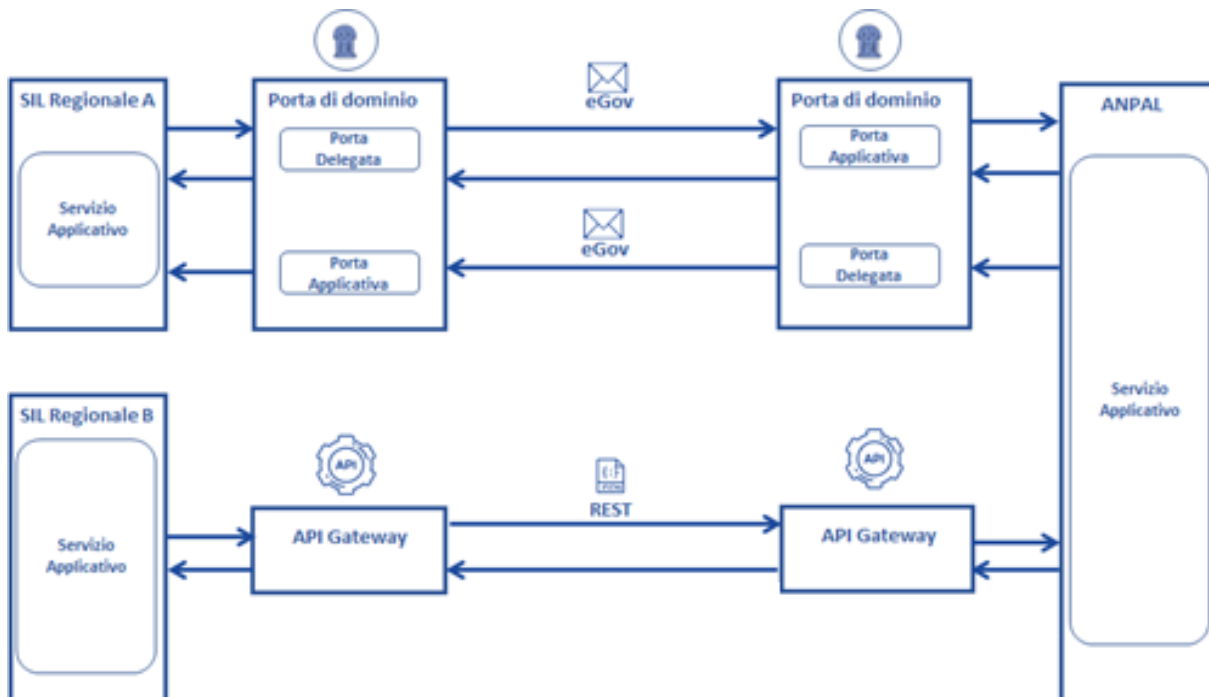 SIL Regionale A
Servizio
Applicativo
Porta di dominio
Porta
Delegata
Porta
Applicativa
eGov
eGov
Porta di dominio
Porta
Applicativa
Porta
Delegata
ANPAL
Servizio
Applicativo
SIL Regionale B
Servizio
Applicativo
API
API Gateway
REST
API
API Gateway